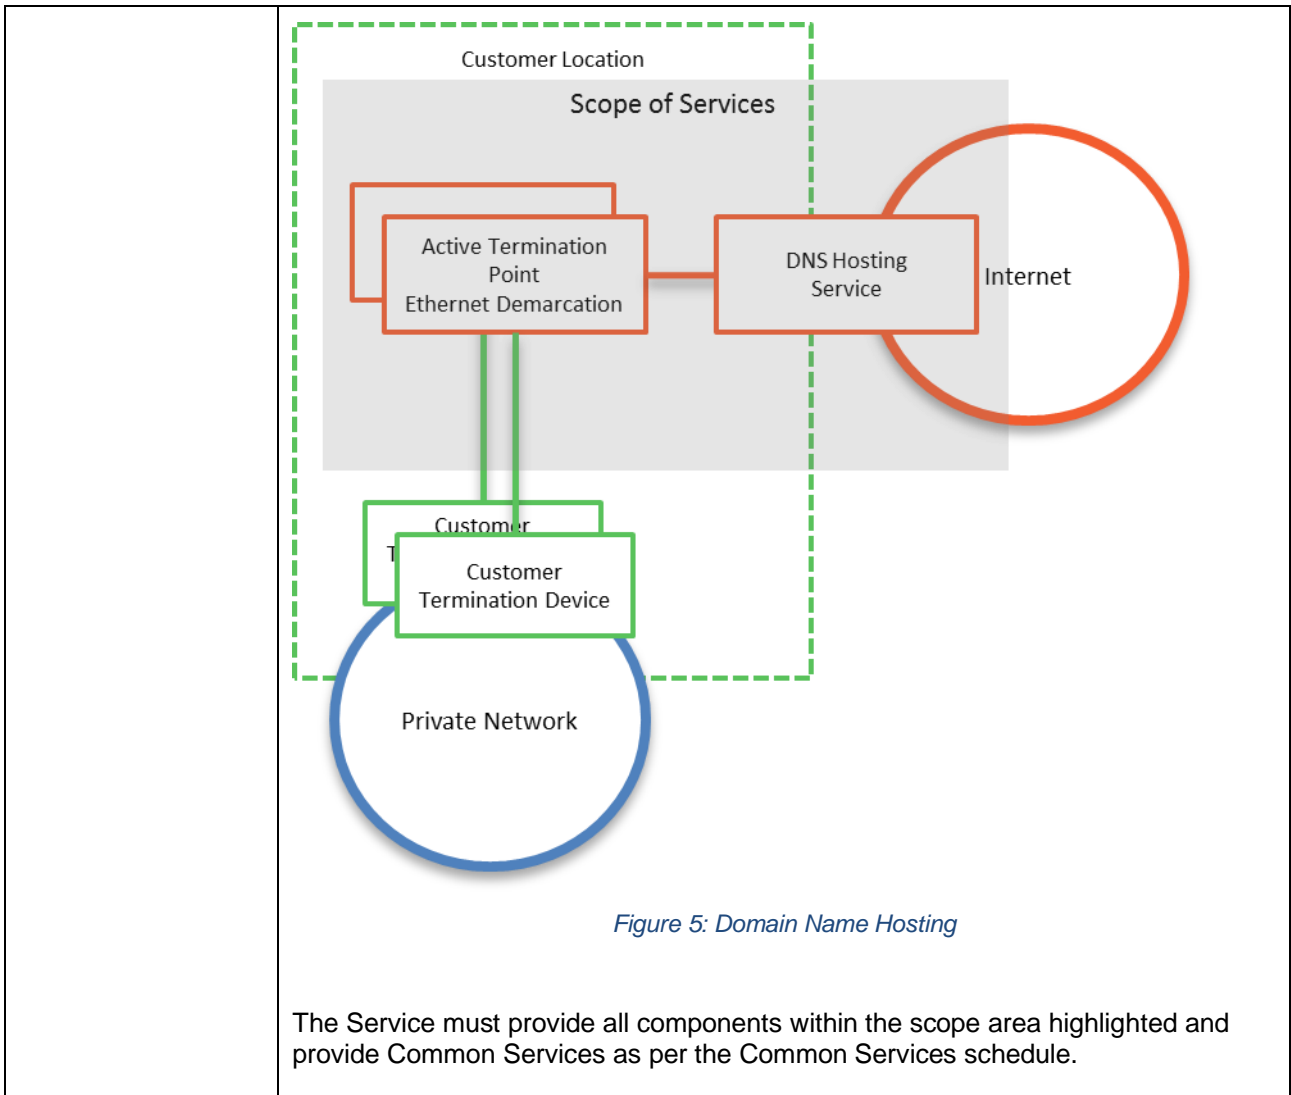 Customer Location
Scope of Services
Active Termination
Point
Ethernet Demarcation
DNS Hosting
Service
Internet
Customer
T
Customer
Termination Device
Private Network
Figure 5: Domain Name Hosting
The Service must provide all components within the scope area highlighted and
provide Common Services as per the Common Services schedule.